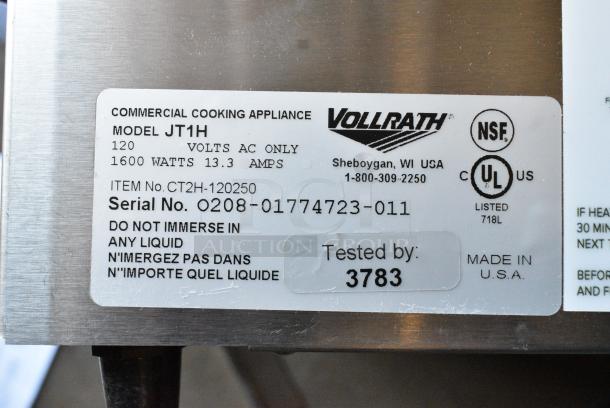 COMMERCIAL COOKING APPLIANCE
MODEL JT1H
120 VOLTS AC ONLY
1600 WATTS 13.3 AMPS
ITEM No. CT2H-120250
Serial No. O208-01774723-011
DO NOT IMMERSE IN
ANY LIQUID
N'IMERGEZ PAS DANS
N"IMPORTE QUEL LIQUIDE
VOLLRATH®
Sheboygan, WI USA
1-800-309-2250
Tested by:
3783
NSF®
C UL US
®
LISTED
718L
MADE IN
U.S.A.
AUCTION GROUP
IF HEA
30 MIN
NEXT
BEFOR
AND F